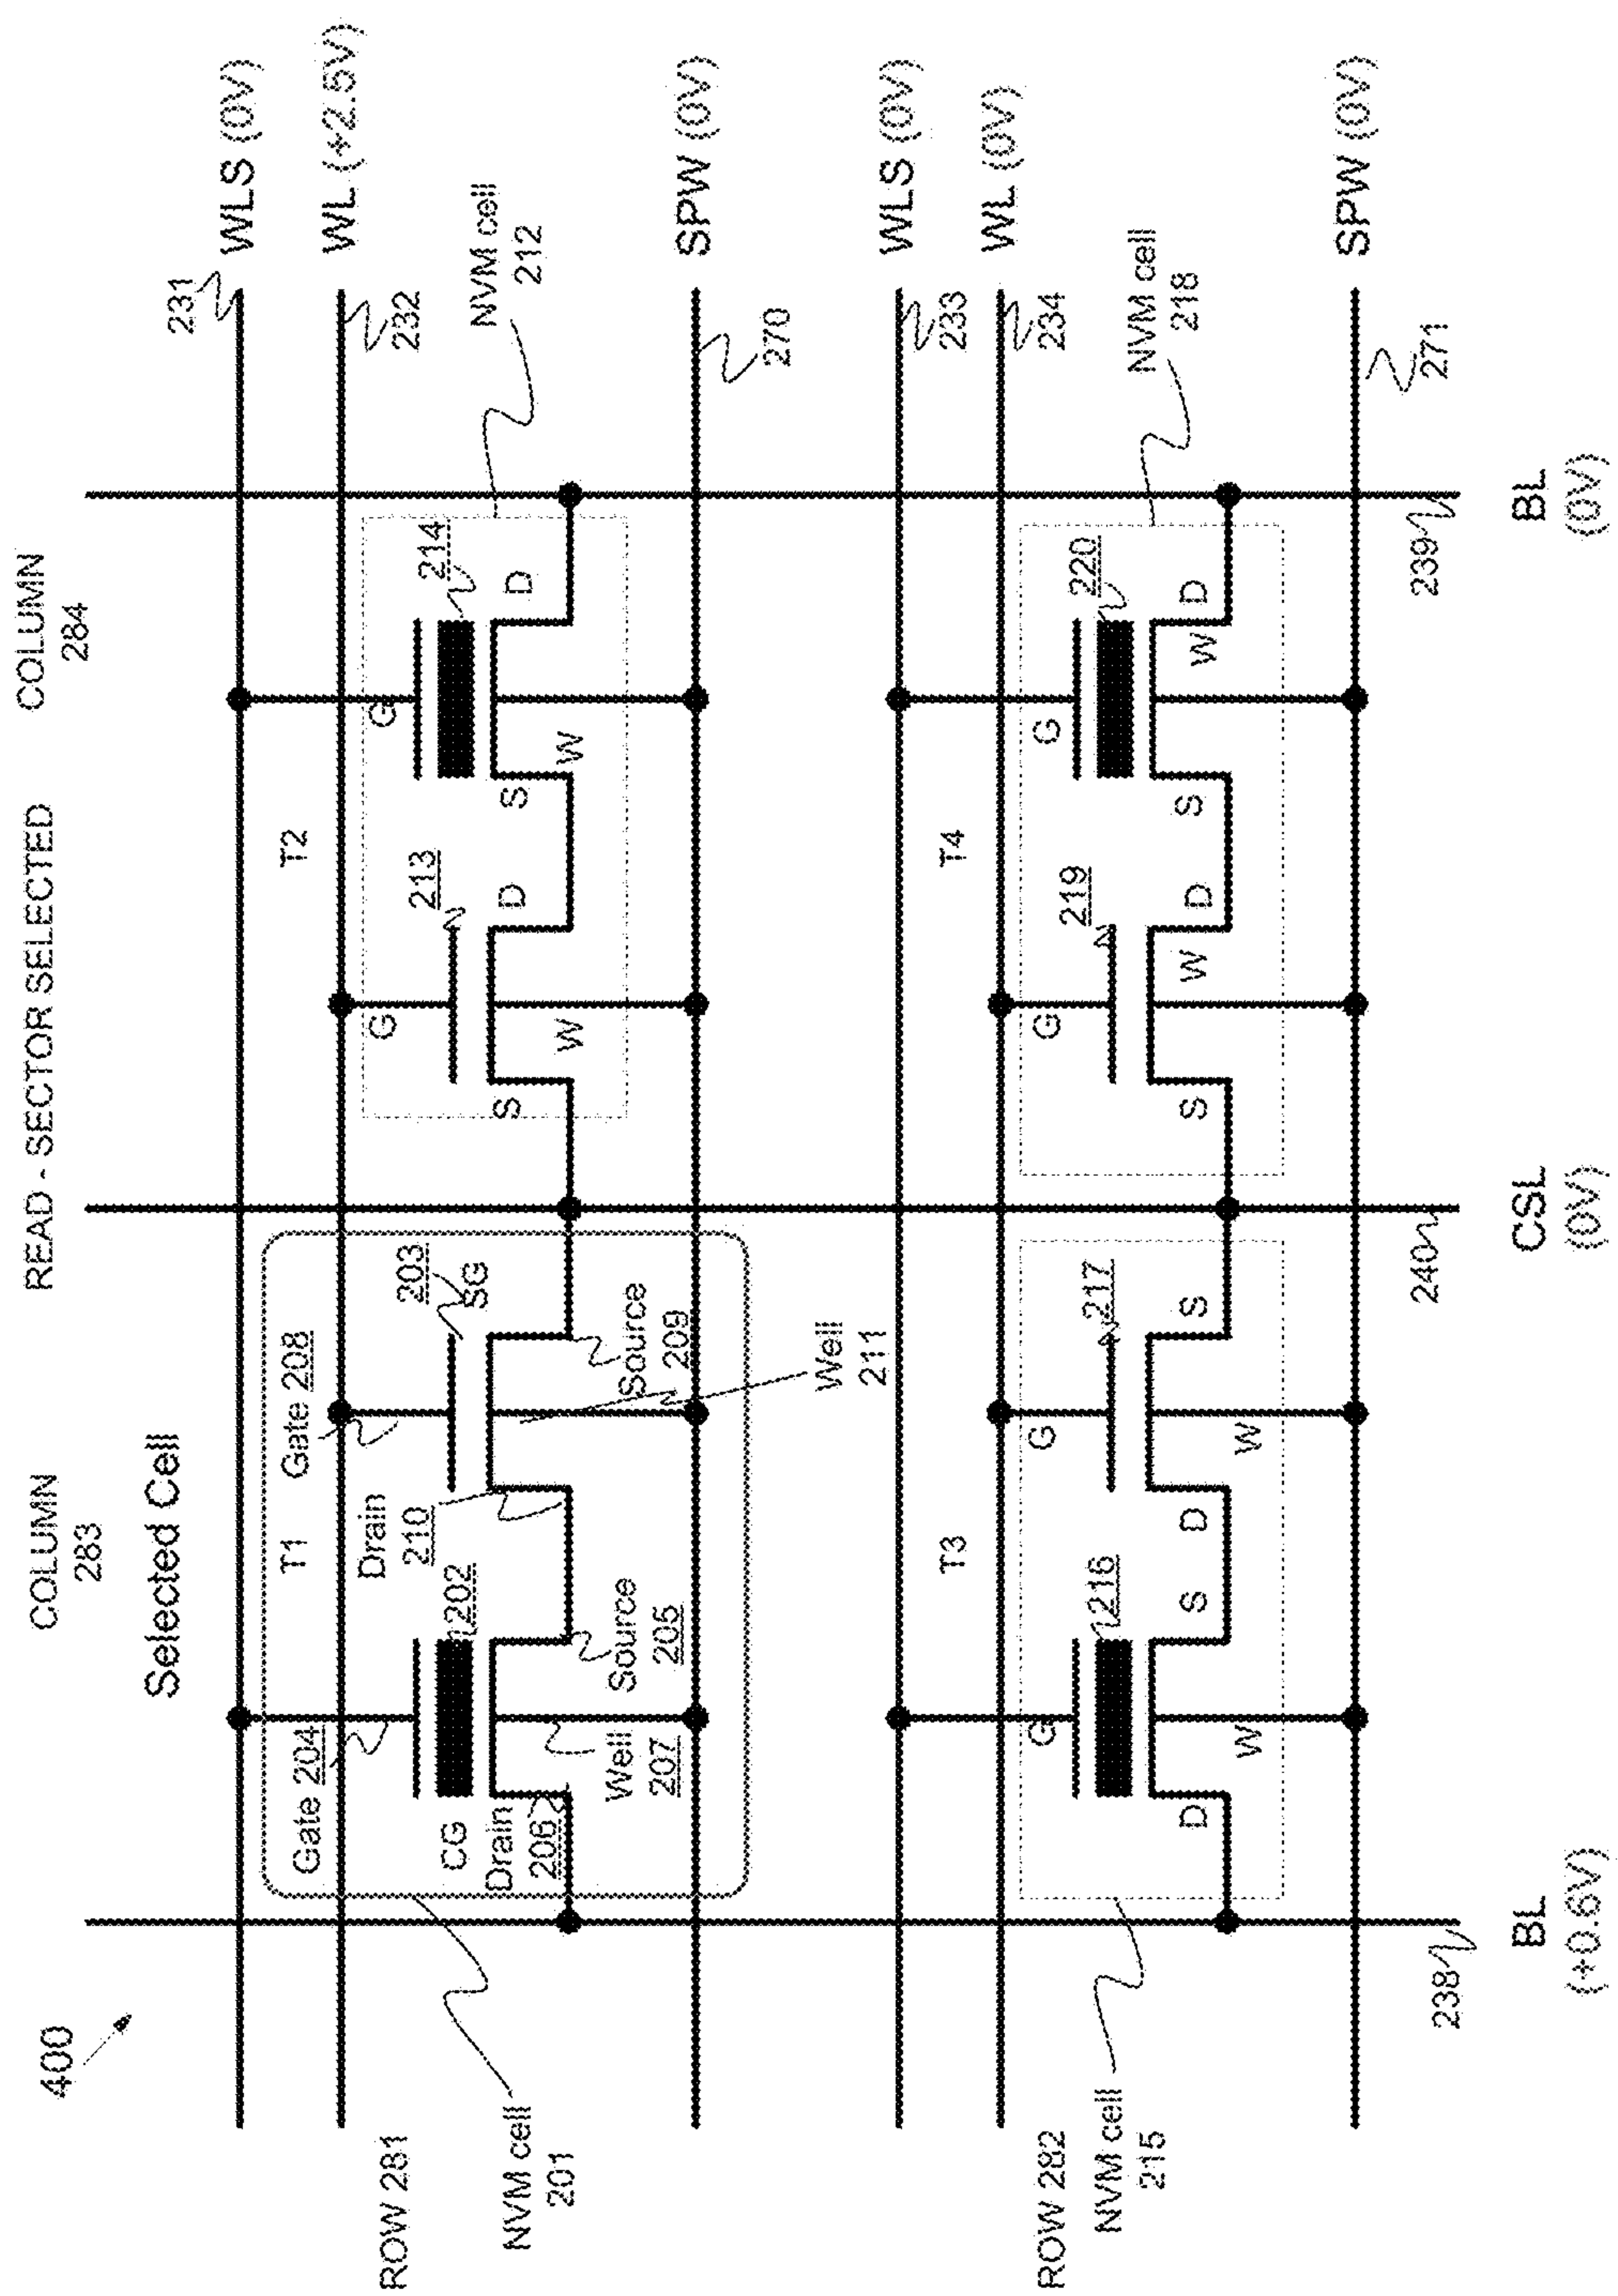 400
READ - SECTOR SELECTED
COLUMN
283
COLUMN
284
Selected Cell
231
WLS (0V)
T1
Gate 208
T2
WL (+2.5V)
232
Gate 204
Drain
210
203
SG
213
214
G
G
CG
202
NVM cell
212
Drain
206
Source
205
Source
209
S
D
S
D
Well
207
W
W
ROW 281
NVM cell
201
SPW (0V)
270
Well
211
WLS (0V)
233
T3
T4
WL (0V)
234
G
G
G
G
216
217
219
220
NVM cell
218
D
S
D
S
S
W
D
S
W
D
W
W
ROW 282
NVM cell
215
SPW (0V)
271
238
240
239
BL
(+0.6V)
CSL
(0V)
BL
(0V)